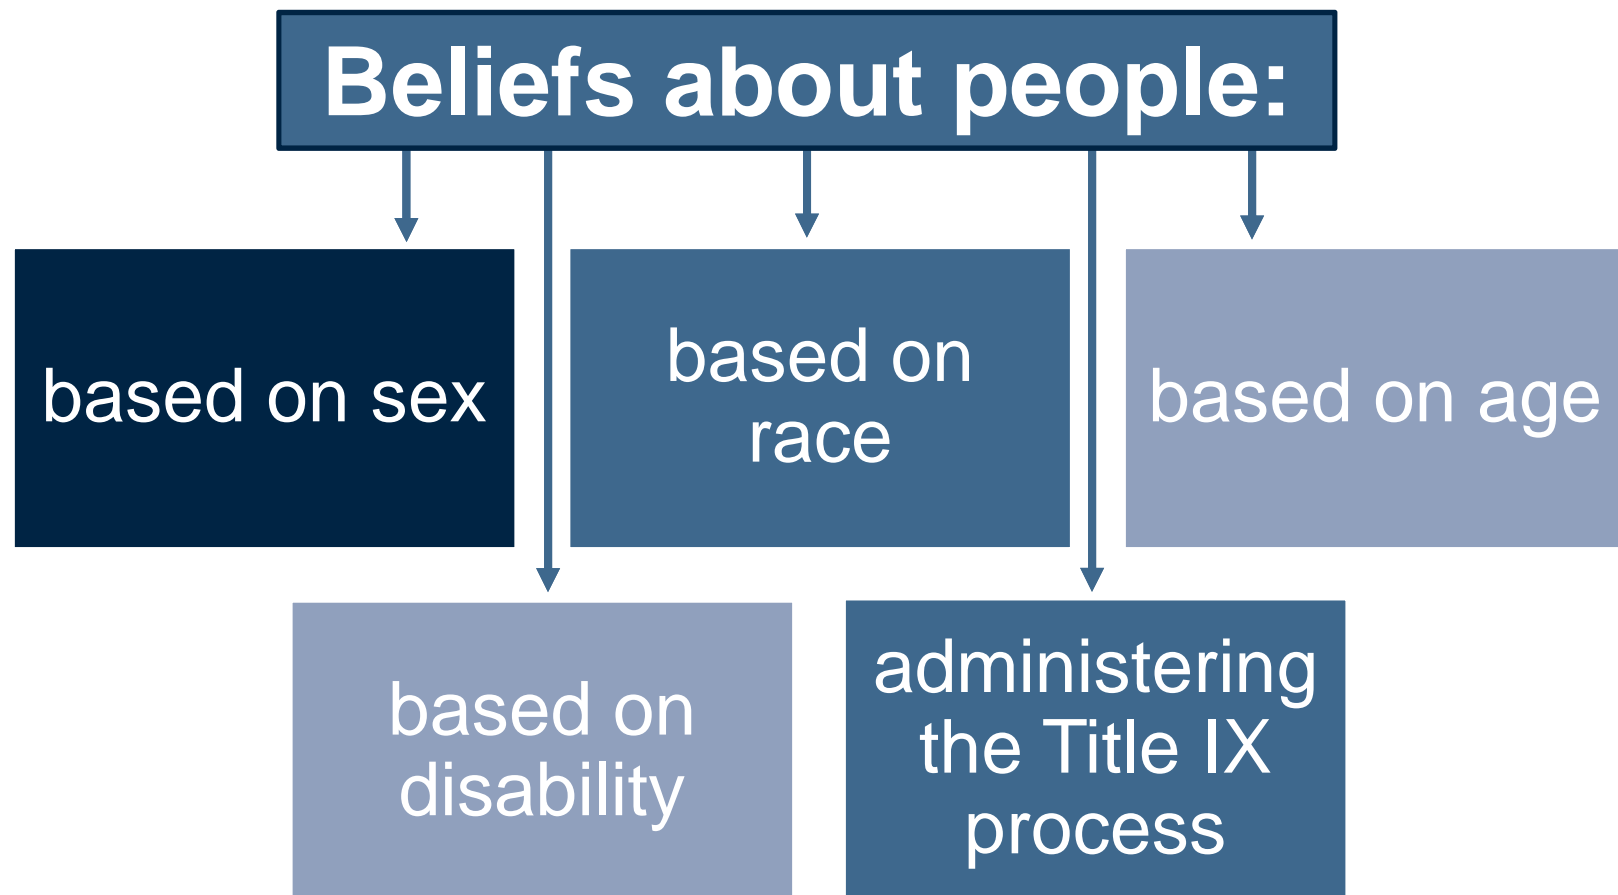 Beliefs about people:
based on sex
based on
race
based on age
based on
disability
administering
the Title IX
process